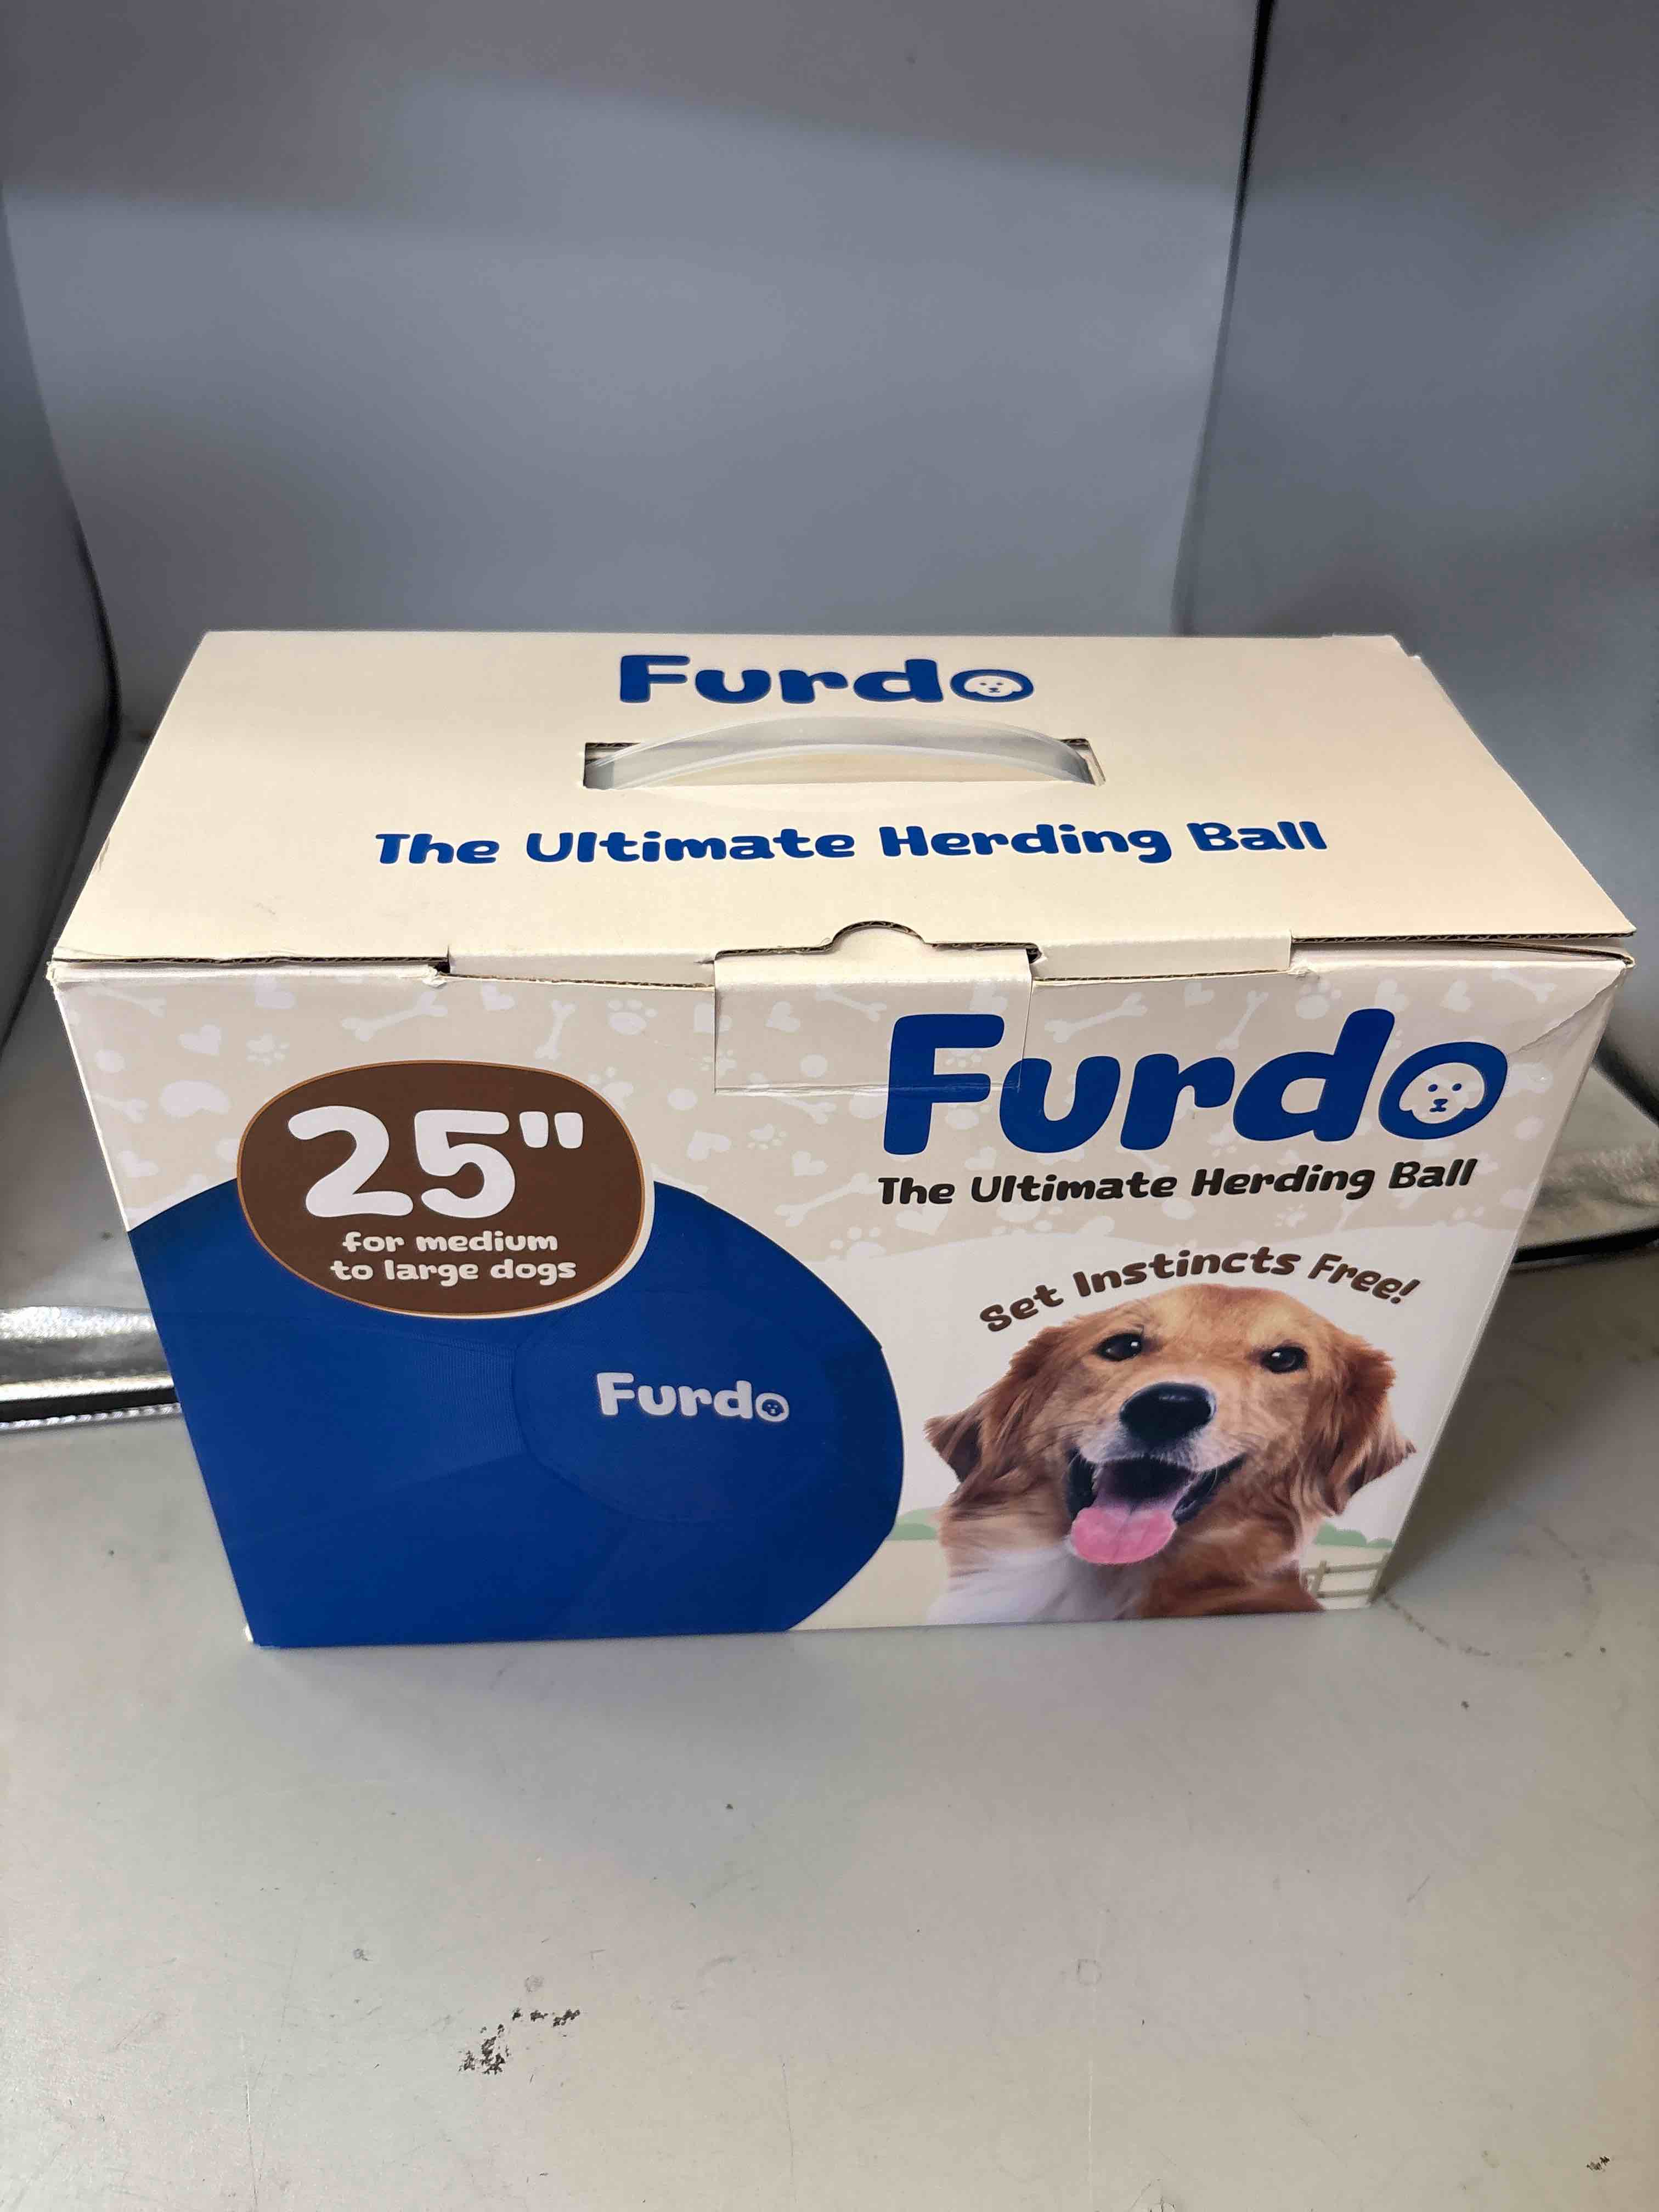 Furdo
The Ultimate Herding Ball
Furdo
The Ultimate Herding Ball
25"
for medium
to large dogs
Set Instincts Free!
Furdo